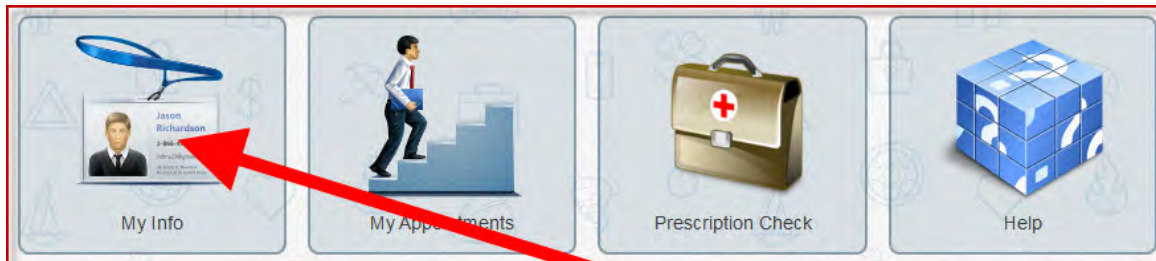 Jason
Richardson
My Info
My Appointments
Prescription Check
Help